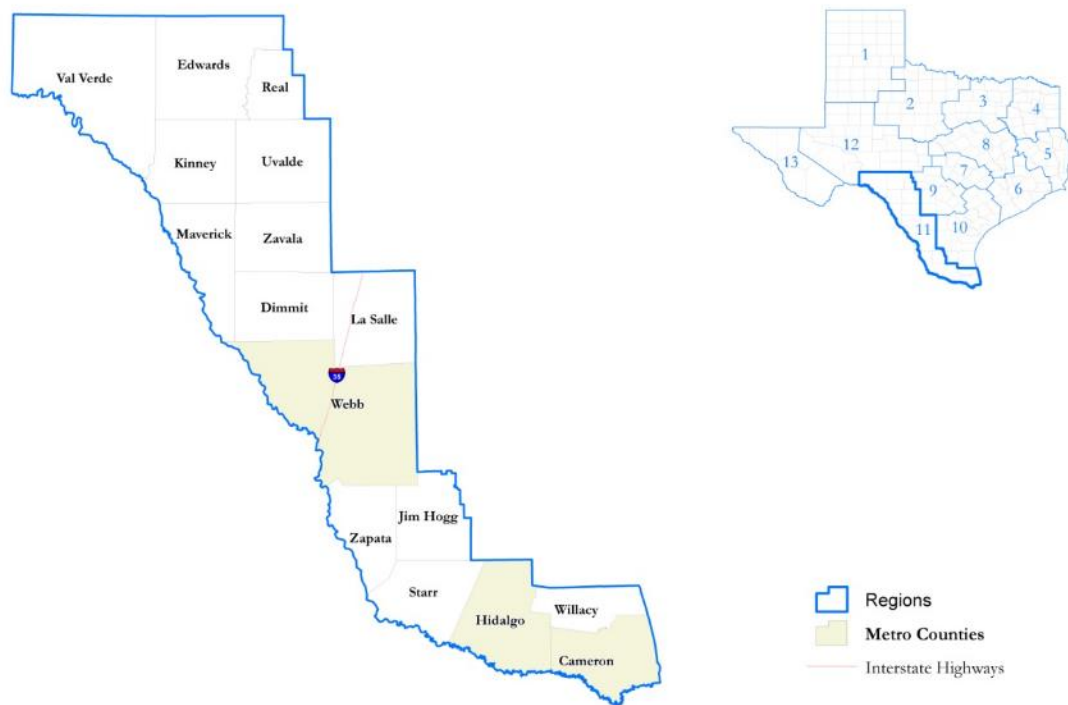 Val Verde
Edwards
Real
Kinney
Uvalde
Maverick
Zavala
Dimmit
La Salle
35
Webb
Jim Hogg
Zapata
Starr
Hidalgo
Willacy
Cameron
1
2
3
4
12
8
5
13
7
9
6
11
10
Regions
Metro Counties
Interstate Highways